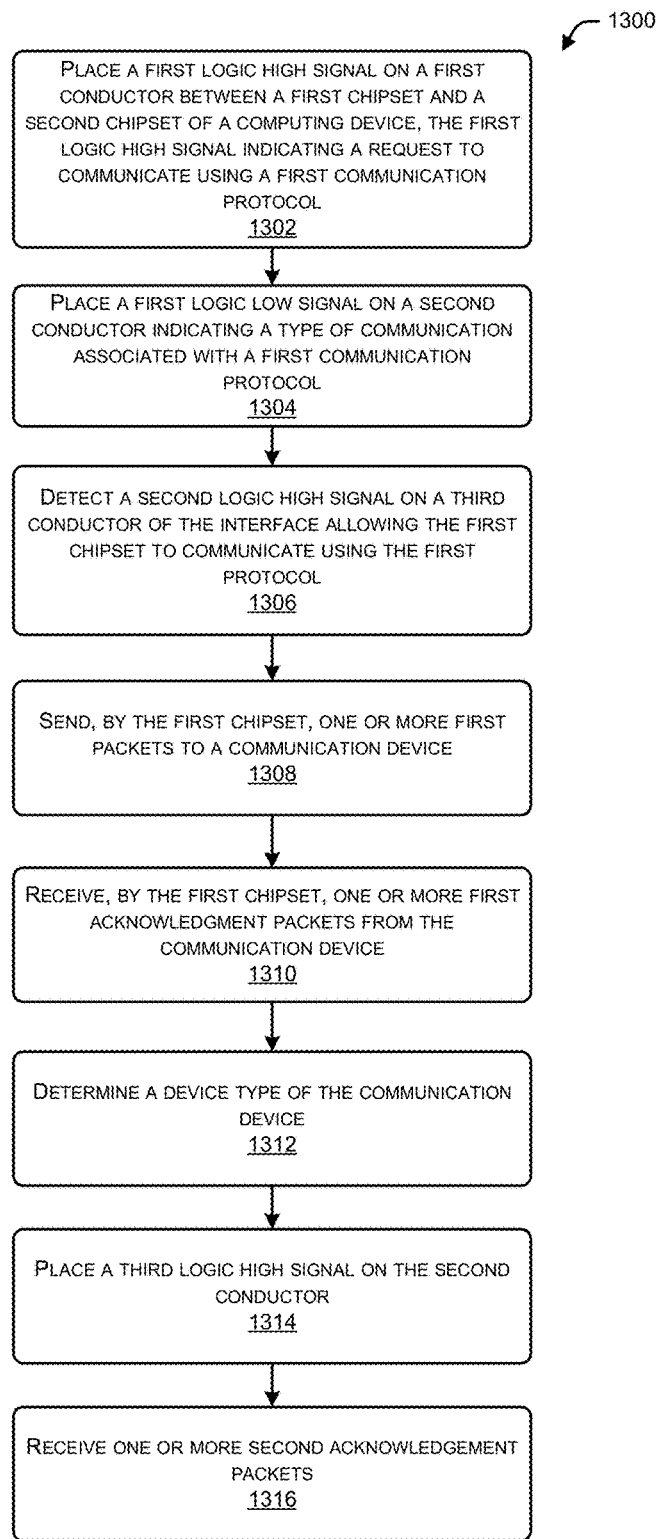 1300
PLACE A FIRST LOGIC HIGH SIGNAL ON A FIRST
CONDUCTOR BETWEEN A FIRST CHIPSET AND A
SECOND CHIPSET OF A COMPUTING DEVICE, THE FIRST
LOGIC HIGH SIGNAL INDICATING A REQUEST TO
COMMUNICATE USING A FIRST COMMUNICATION
PROTOCOL
1302
PLACE A FIRST LOGIC LOW SIGNAL ON A SECOND
CONDUCTOR INDICATING A TYPE OF COMMUNICATION
ASSOCIATED WITH A FIRST COMMUNICATION
PROTOCOL
1304
DETECT A SECOND LOGIC HIGH SIGNAL ON A THIRD
CONDUCTOR OF THE INTERFACE ALLOWING THE FIRST
CHIPSET TO COMMUNICATE USING THE FIRST
PROTOCOL
1306
SEND, BY THE FIRST CHIPSET, ONE OR MORE FIRST
PACKETS TO A COMMUNICATION DEVICE
1308
RECEIVE, BY THE FIRST CHIPSET, ONE OR MORE FIRST
ACKNOWLEDGMENT PACKETS FROM THE
COMMUNICATION DEVICE
1310
DETERMINE A DEVICE TYPE OF THE COMMUNICATION
DEVICE
1312
PLACE A THIRD LOGIC HIGH SIGNAL ON THE SECOND
CONDUCTOR
1314
RECEIVE ONE OR MORE SECOND ACKNOWLEDGEMENT
PACKETS
1316